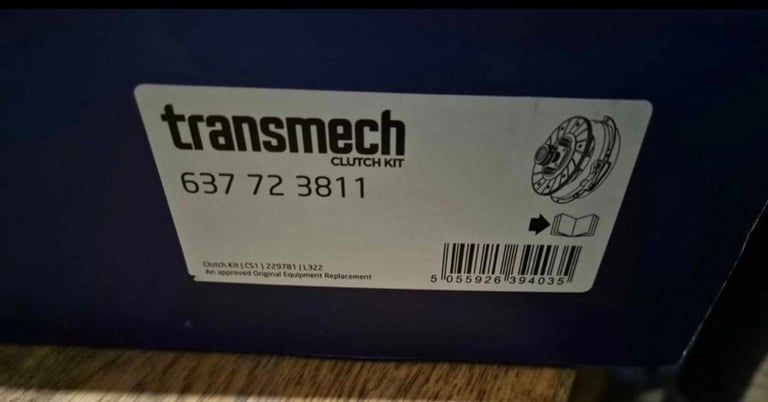 transmech
CLUTCH KIT
637 72 3811
Clutch Kit | CS1 | 229781 | L322
An approved Original Equipment Replacement
5 055926 394035